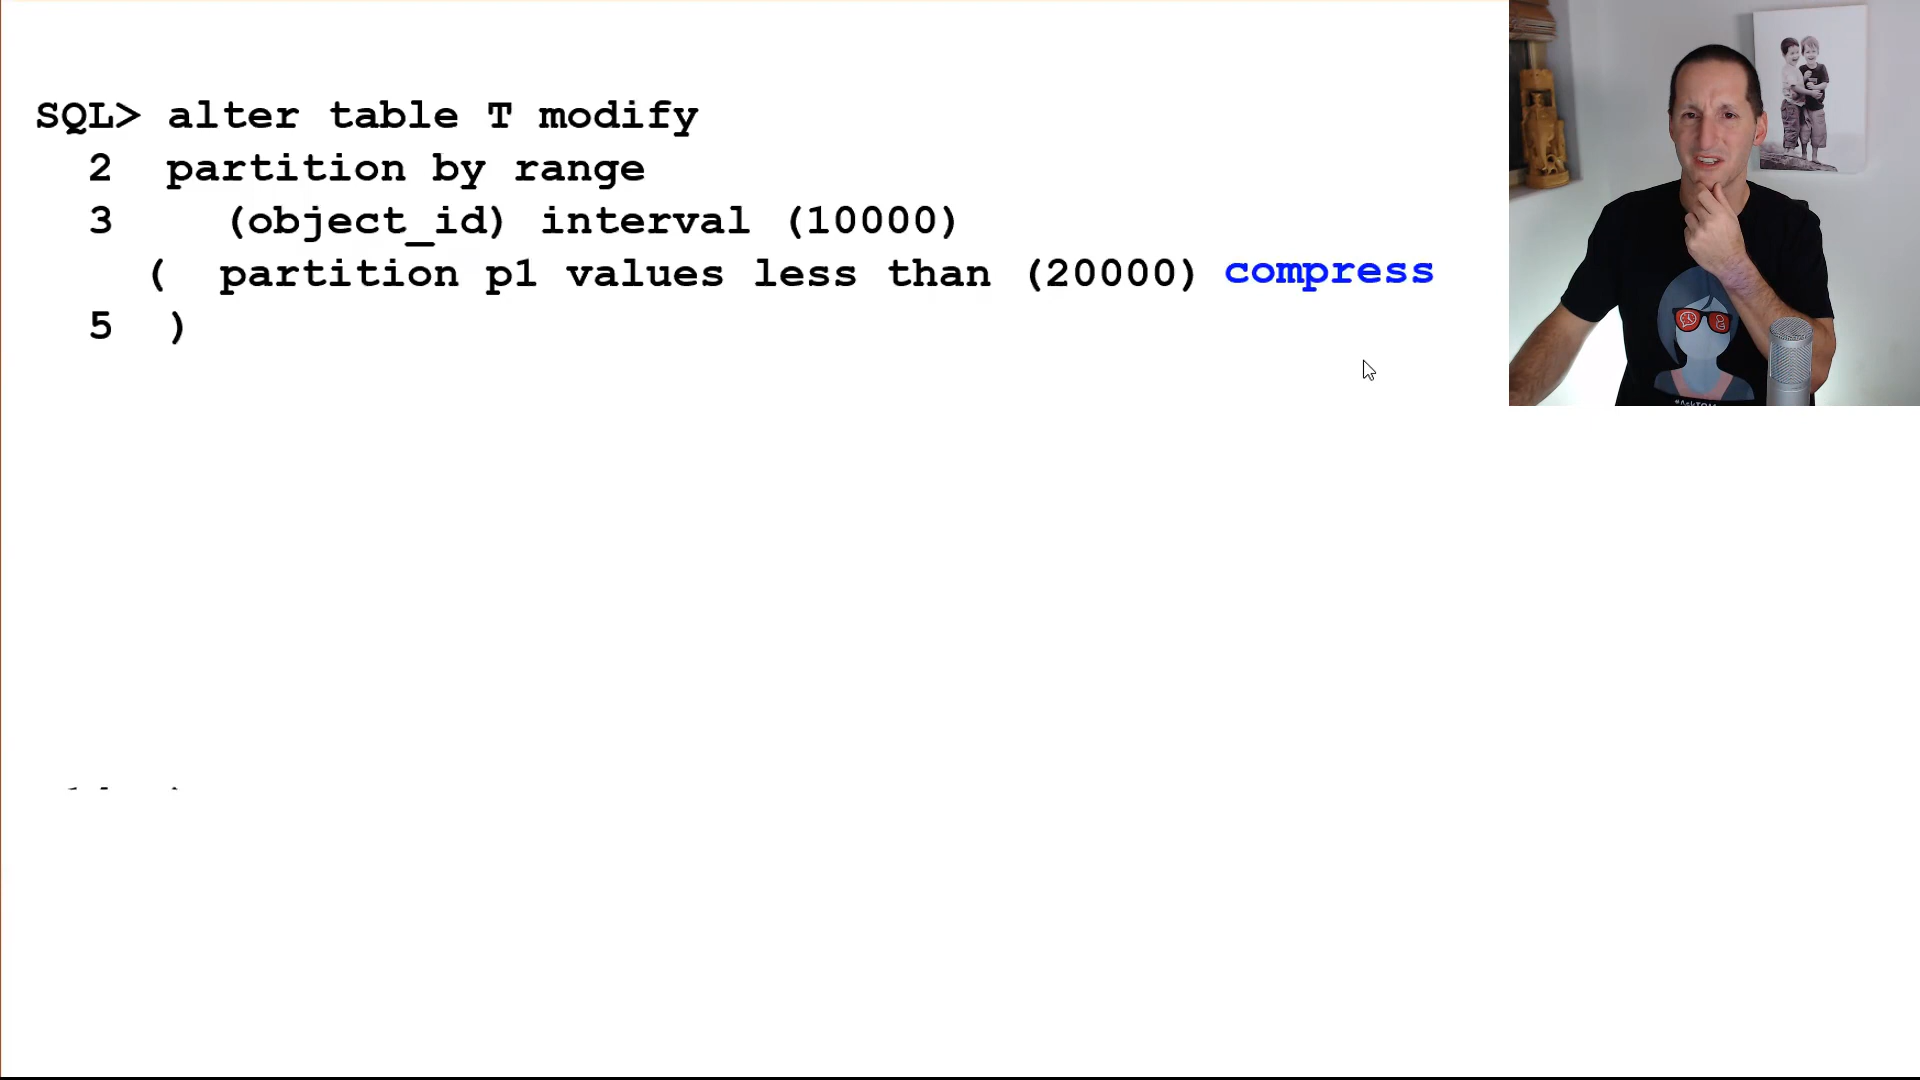 SQL> alter table T modify
2 partition by range
3 (object_id) interval (10000)
( partition p1 values less than (20000) compress
5 )